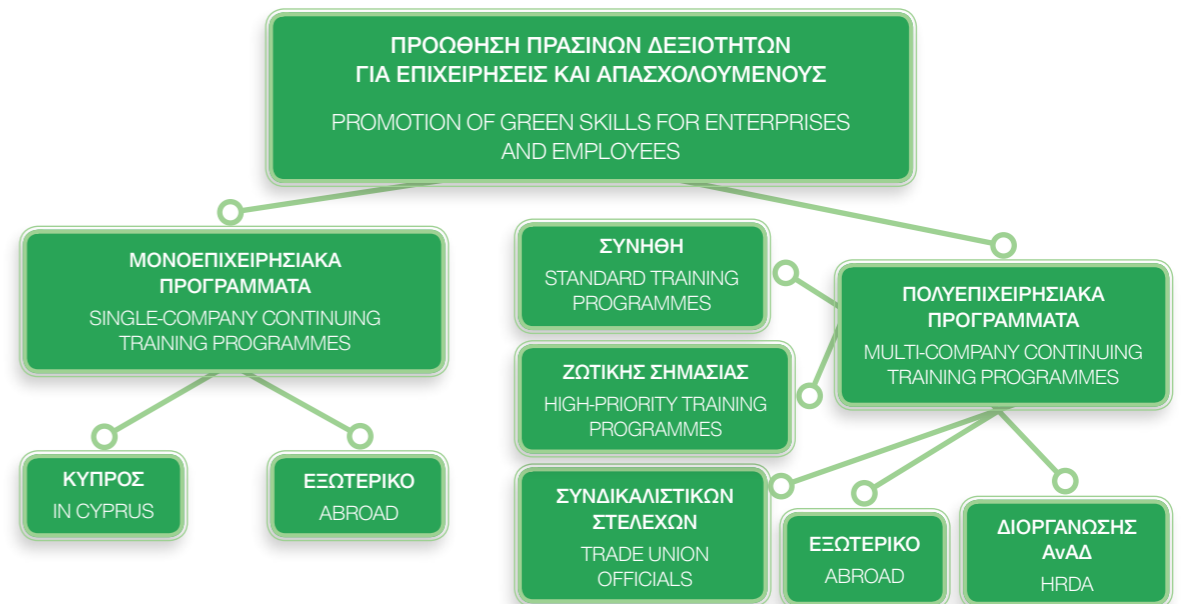 ΠΡΟΩΘΗΣΗ ΠΡΑΣΙΝΩΝ ΔΕΞΙΟΤΗΤΩΝ
ΓΙΑ ΕΠΙΧΕΙΡΗΣΕΙΣ ΚΑΙ ΑΠΑΣΧΟΛΟΥΜΕΝΟΥΣ
PROMOTION OF GREEN SKILLS FOR ENTERPRISES
AND EMPLOYEES
ΜΟΝΟΕΠΙΧΕΙΡΗΣΙΑΚΑ
ΠΡΟΓΡΑΜΜΑΤΑ
SINGLE-COMPANY CONTINUING
TRAINING PROGRAMMES
ΚΥΠΡΟΣ
IN CYPRUS
ΕΞΩΤΕΡΙΚΟ
ABROAD
ΠΟΛΥΕΠΙΧΕΙΡΗΣΙΑΚΑ
ΠΡΟΓΡΑΜΜΑΤΑ
MULTI-COMPANY CONTINUING
TRAINING PROGRAMMES
ΣΥΝΗΘΗ
STANDARD TRAINING
PROGRAMMES
ΖΩΤΙΚΗΣ ΣΗΜΑΣΙΑΣ
HIGH-PRIORITY TRAINING
PROGRAMMES
ΣΥΝΔΙΚΑΛΙΣΤΙΚΩΝ
ΣΤΕΛΕΧΩΝ
TRADE UNION
OFFICIALS
ΕΞΩΤΕΡΙΚΟ
ABROAD
ΔΙΟΡΓΑΝΩΣΗΣ
ΑνΑΔ
HRDA